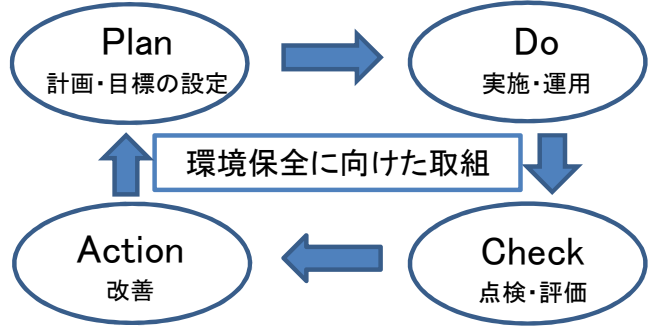 Plan
計画・目標の設定
Do
実施・運用
環境保全に向けた取組
Action
改善
Check
点検・評価